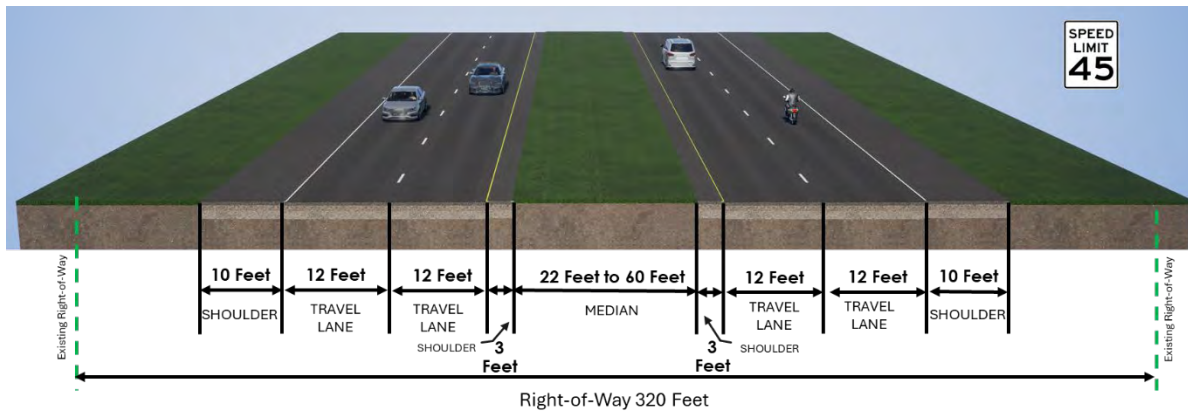 SPEED
LIMIT
45
Existing Right-of-Way
10 Feet
SHOULDER
12 Feet
TRAVEL
LANE
12 Feet
TRAVEL
LANE
SHOULDER
3
Feet
22 Feet to 60 Feet
MEDIAN
3
Feet
SHOULDER
12 Feet
TRAVEL
LANE
12 Feet
TRAVEL
LANE
10 Feet
SHOULDER
Existing Right-of-Way
Right-of-Way 320 Feet